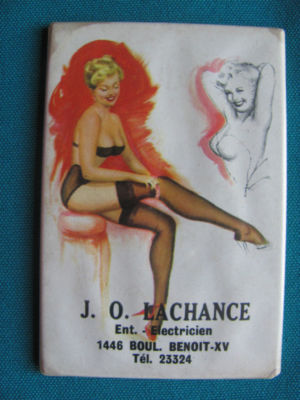 J. O. LACHANCE
Ent. - Electricien
1446 BOUL. BENOIT-XV
Tél. 23324